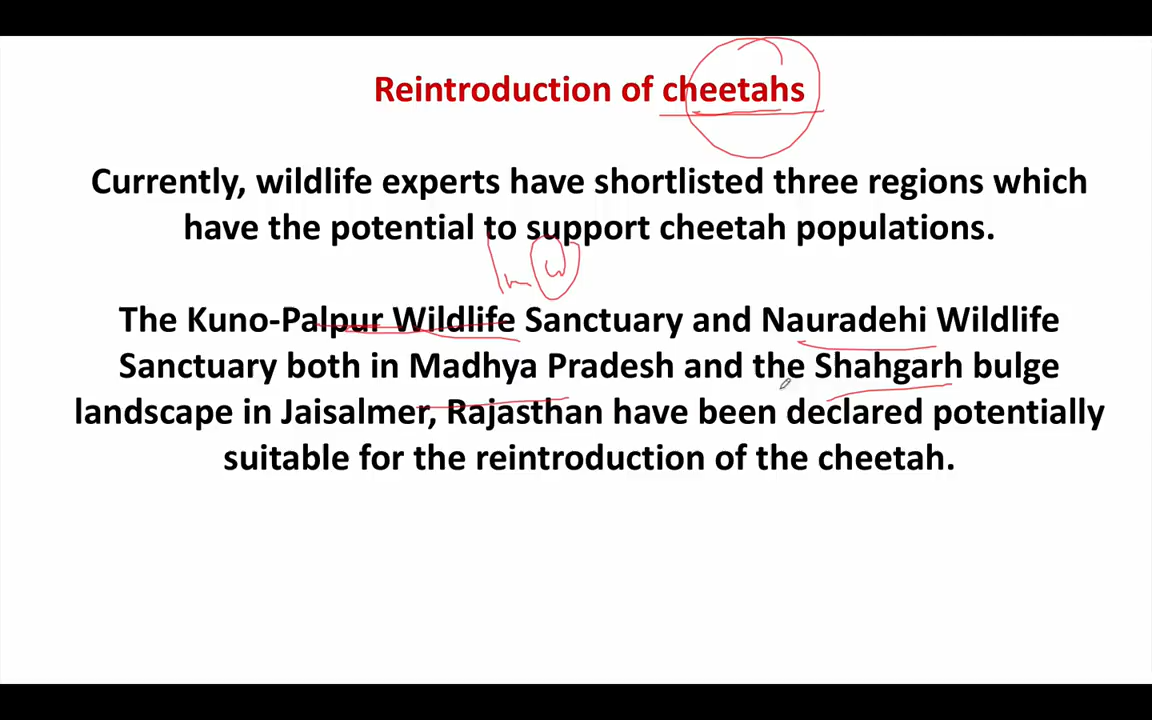 Reintroduction of cheetahs
Currently, wildlife experts have shortlisted three regions which
have the potential to support cheetah populations.
The Kuno-Palpur Wildlife Sanctuary and Nauradehi Wildlife
Sanctuary both in Madhya Pradesh and the Shahgarh bulge
landscape in Jaisalmer, Rajasthan have been declared potentially
suitable for the reintroduction of the cheetah.